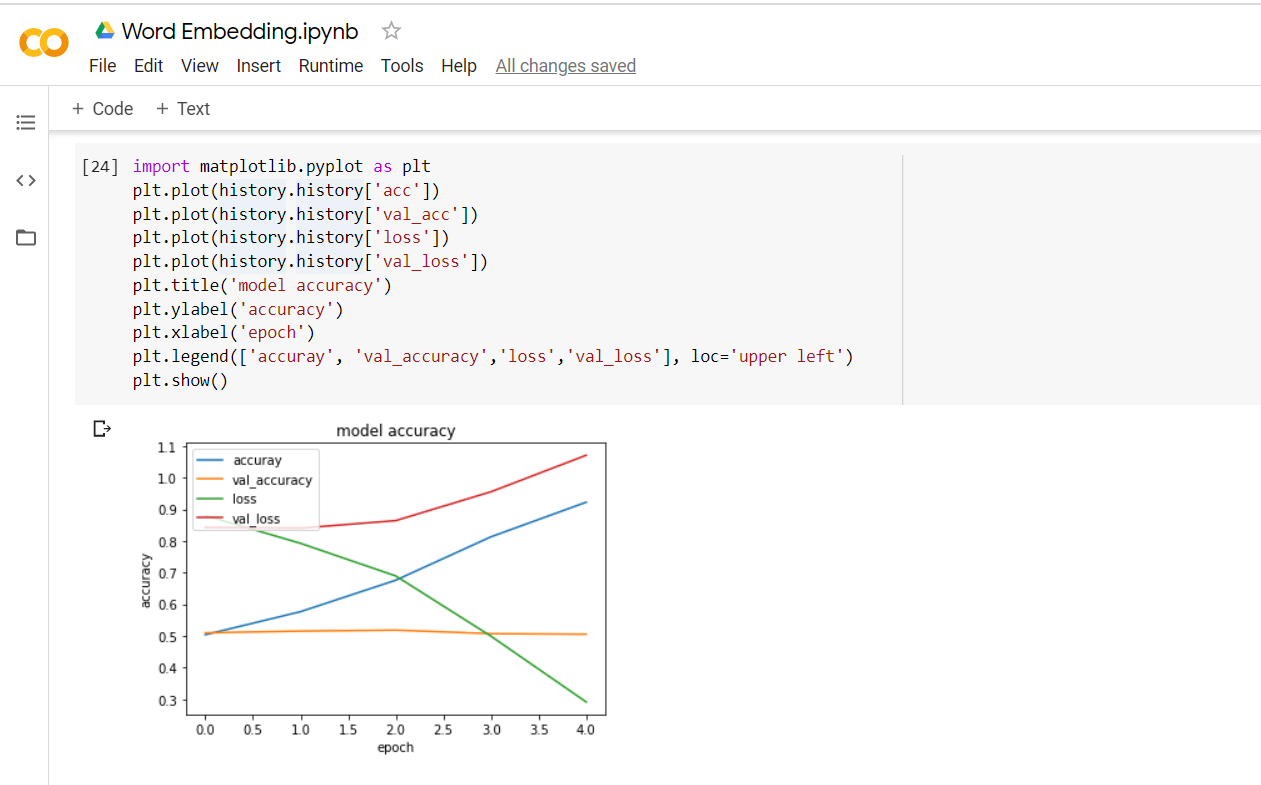 Word Embedding.ipynb
File Edit View Insert Runtime Tools Help All changes saved
+ Code + Text
[24] import matplotlib.pyplot as plt
plt.plot(history.history['acc'])
plt.plot(history.history['val_acc'])
plt.plot(history.history['loss'])
plt.plot(history.history['val_loss'])
plt.title('model accuracy')
plt.ylabel('accuracy')
plt.xlabel('epoch')
plt.legend(['accuray', 'val_accuracy','loss','val_loss'], loc='upper left')
plt.show()
model accuracy
accuray
val_accuracy
loss
val_loss
accuracy
1.1
1.0
0.9
0.8
0.7
0.6
0.5
0.4
0.3
0.0 0.5 1.0 1.5 2.0 2.5 3.0 3.5 4.0
epoch